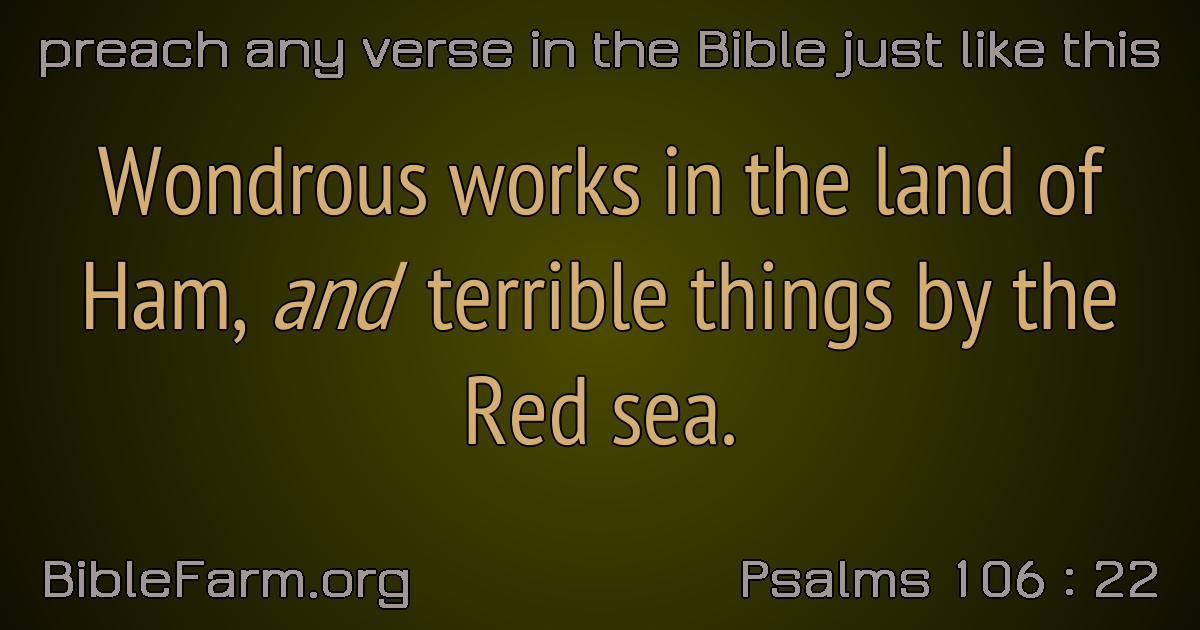 preach any verse in the Bible just like this
Wondrous works in the land of
Ham, and terrible things by the
Red sea.
BibleFarm.org
Psalms 106 : 22